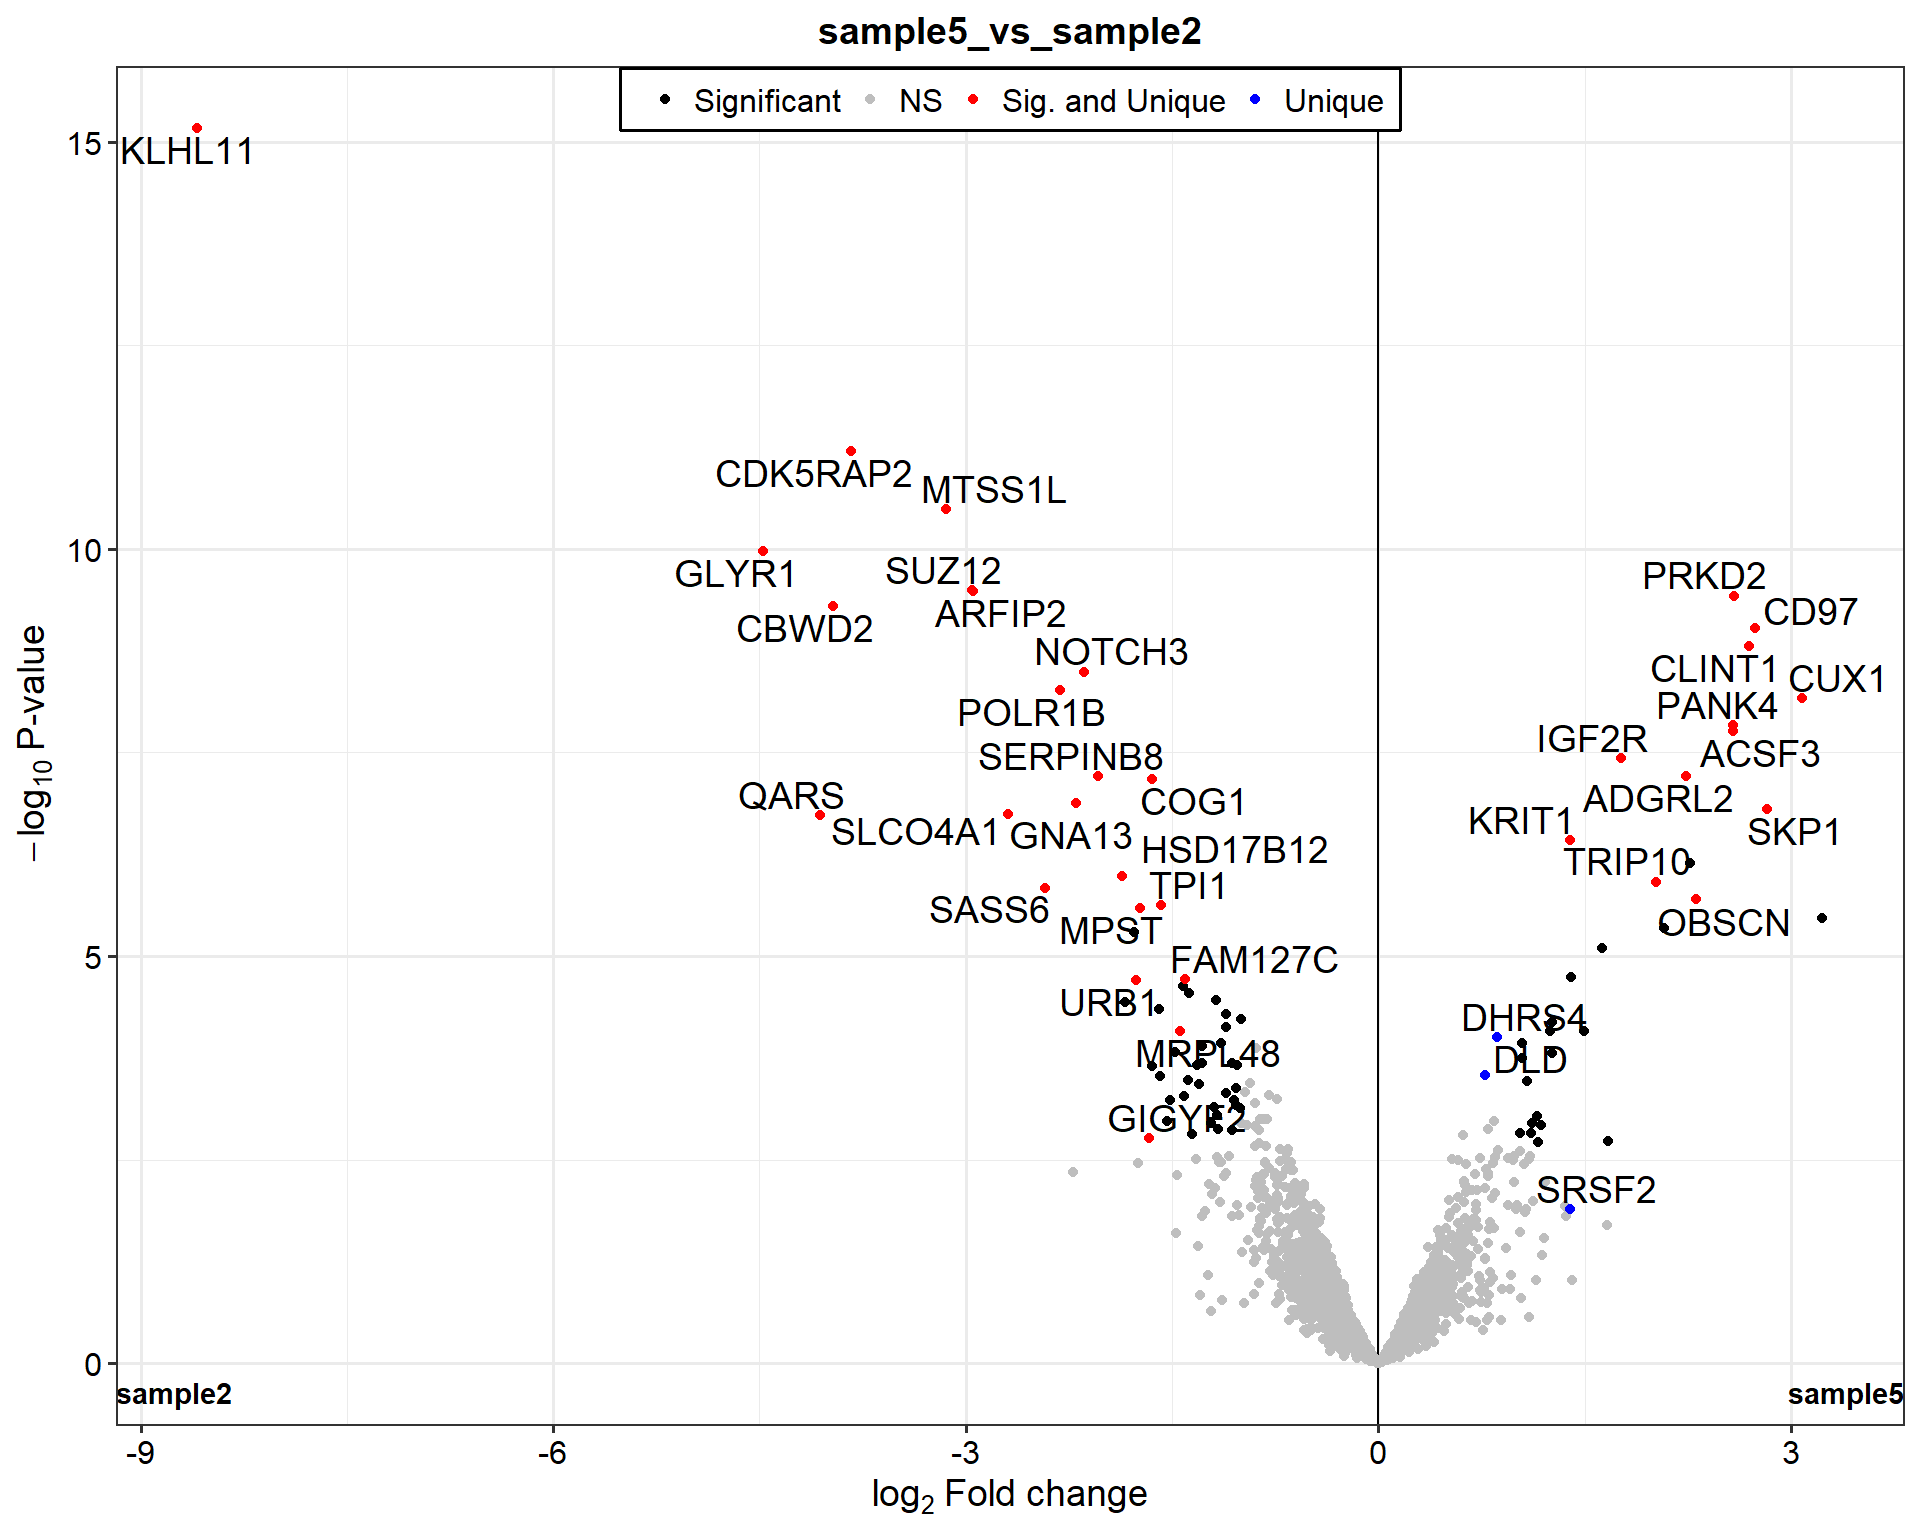 sample5_vs_sample2
Significant NS Sig. and Unique Unique
15
KLHL11
CDK5RAP2
MTSS1L
10
GLYR1
SUZ12
PRKD2
CBWD2
ARFIP2
CD97
NOTCH3
CLINT1
CUX1
POLR1B
PANK4
IGF2R
SERPINB8
ACSF3
QARS
COG1
ADGRL2
SLCO4A1
GNA13
KRIT1
SKP1
HSD17B12
TRIP10
TPI1
SASS6
MPST
OBSCN
5
FAM127C
URB1
DHRS4
MRPL48
DLD
GIGYF2
SRSF2
0
sample2
sample5
-9
-6
-3
0
3
log2 Fold change
−log10 P-value